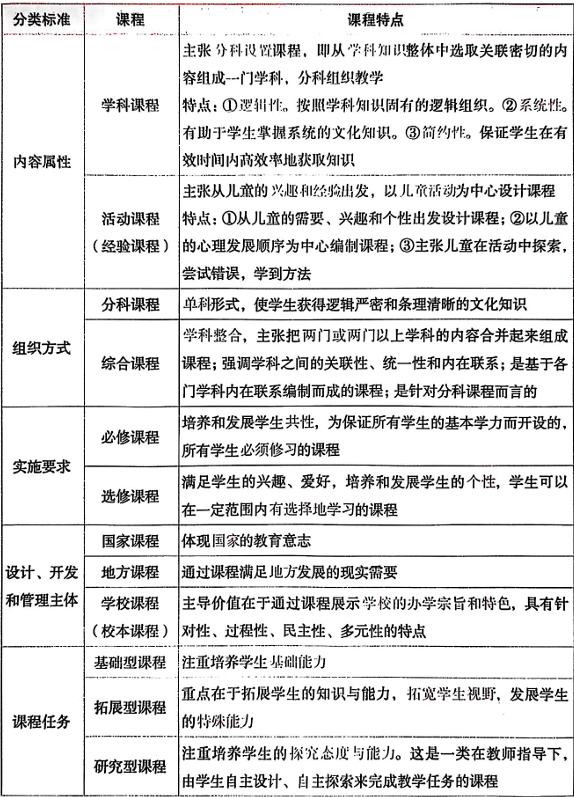 分类标准 课程 课程特点
内容属性
学科课程
主张分科设置课程，即从学科知识整体中选取关联密切的内
容组成一门学科，分科组织教学
特点：①逻辑性。按照学科知识固有的逻辑组织。②系统性。
有助于学生掌握系统的文化知识。③简约性。保证学生在有
效时间内高效率地获取知识
活动课程
（经验课程）
主张从儿童的兴趣和经验出发，以儿童活动为中心设计课程
特点：①从儿童的需要、兴趣和个性出发设计课程；②以儿童
的心理发展顺序为中心编制课程；③主张儿童在活动中探索，
尝试错误，学到方法
组织方式
分科课程
单科形式，使学生获得逻辑严密和条理清晰的文化知识
综合课程
学科整合，主张把两门或两门以上学科的内容合并起来组成
课程；强调学科之间的关联性、统一性和内在联系；是基于各
门学科内在联系编制而成的课程；是针对分科课程而言的
实施要求
必修课程
培养和发展学生共性，为保证所有学生的基本学力而开设的，
所有学生必须修习的课程
选修课程
满足学生的兴趣、爱好，培养和发展学生的个性，学生可以
在一定范围内有选择地学习的课程
设计、开发
和管理主体
国家课程
体现国家的教育意志
地方课程
通过课程满足地方发展的现实需要
学校课程
（校本课程）
主导价值在于通过课程展示学校的办学宗旨和特色，具有针
对性、过程性、民主性、多元性的特点
课程任务
基础型课程
注重培养学生基础能力
拓展型课程
重点在于拓展学生的知识与能力，拓宽学生视野，发展学生
的特殊能力
研究型课程
注重培养学生的探究态度与能力。这是一类在教师指导下，
由学生自主设计、自主探索来完成教学任务的课程